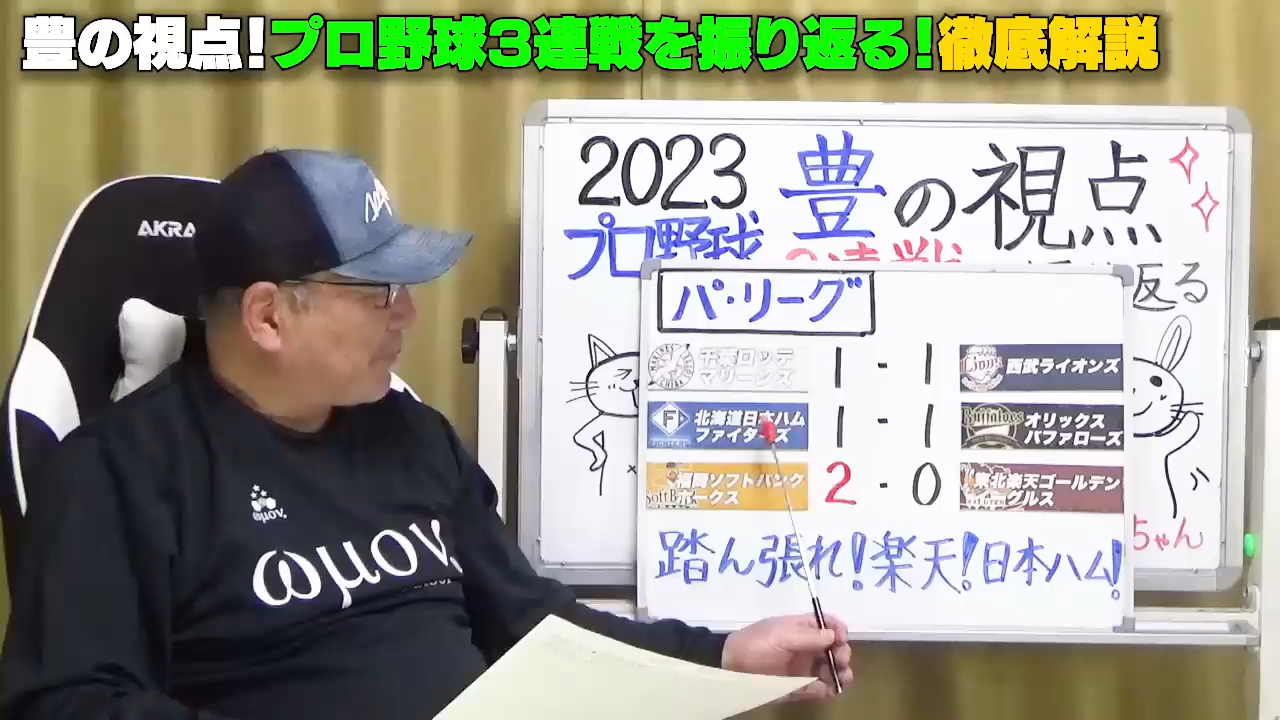 豊の視点!プロ野球3連戦を振り返る!徹底解説
2023 豊の視点
プロ野球
返る
パ・リーグ
千葉ロッテマリーンズ 1 - 1 西武ライオンズ
北海道日本ハムファイターズ 1 - 1 オリックスバファローズ
福岡ソフトバンクホークス 2 - 0 東北楽天ゴールデンイーグルス
踏ん張れ!楽天!日本ハム!
ちゃん
AKRA
ωμον
ωμον